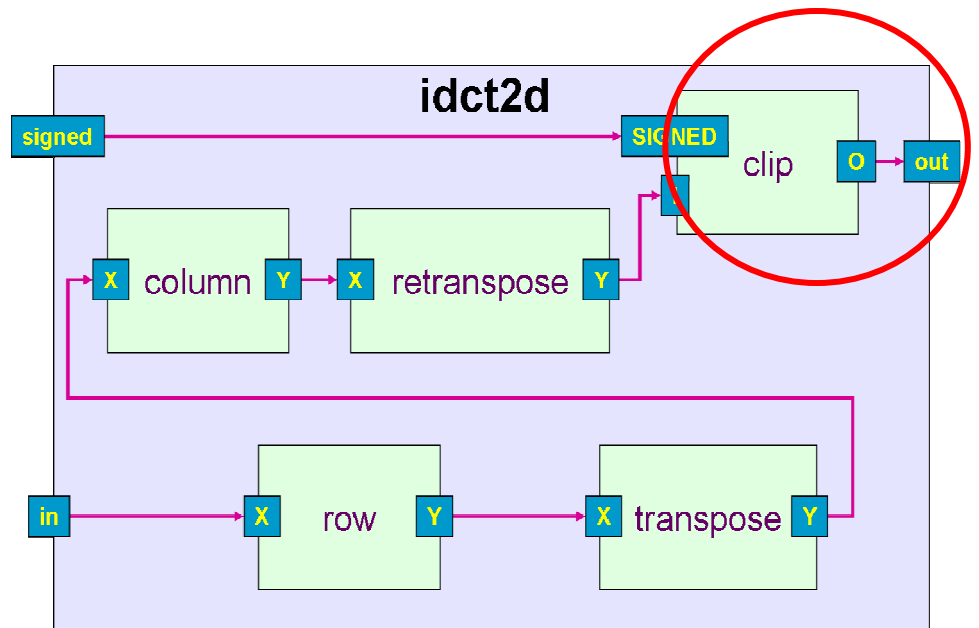 idct2d
signed
SIGNED
clip
O
out
X
column
Y
X
retranspose
Y
in
X
row
Y
X
transpose
Y